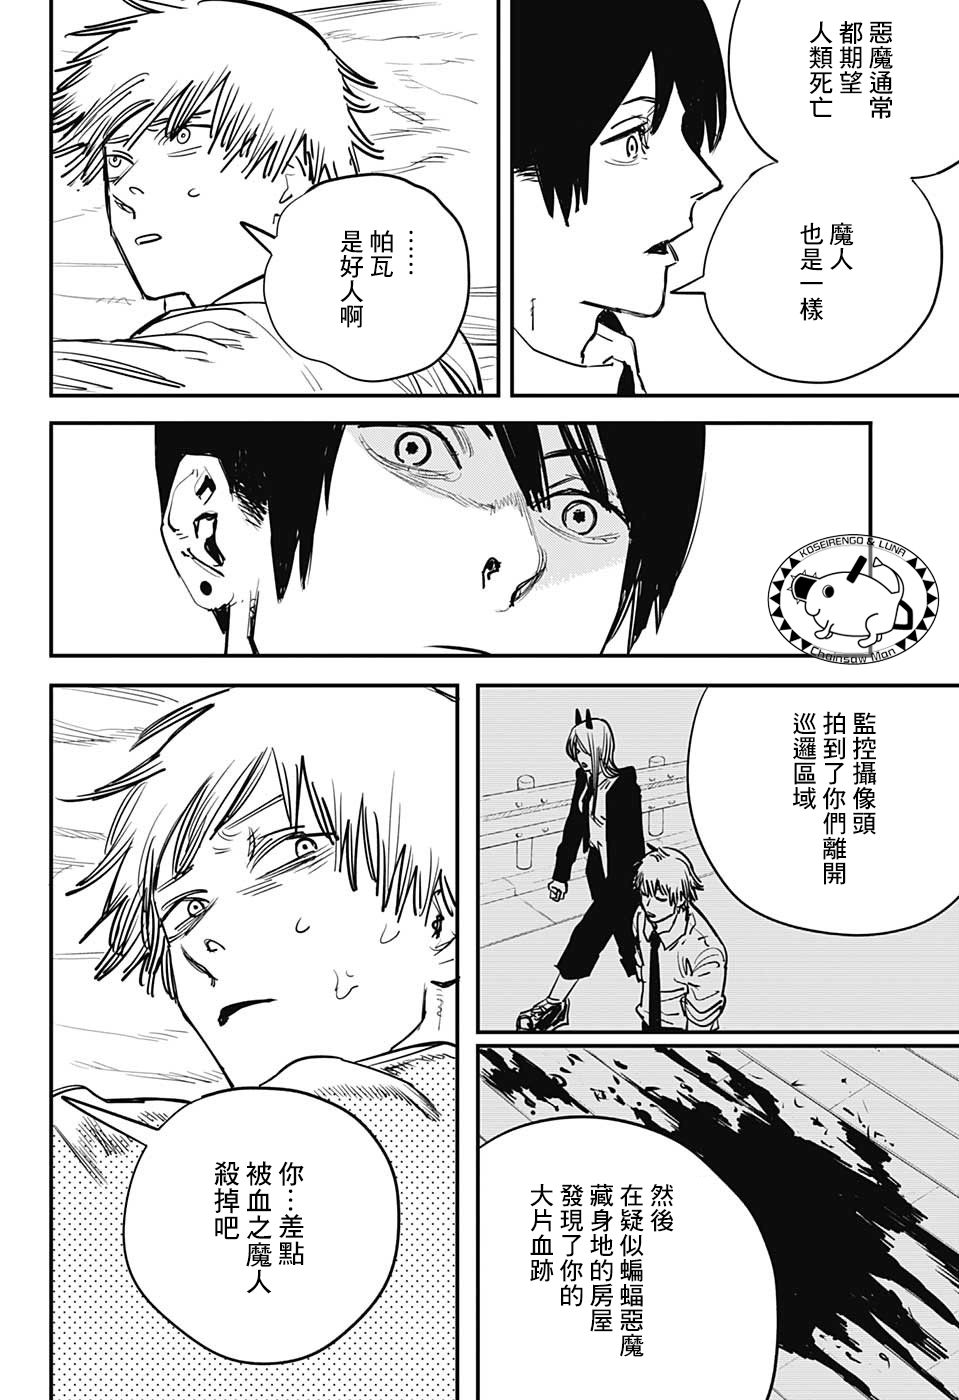 惡魔通常
都期望
人類死亡
魔人
也是一樣
……
帕瓦
是好人啊
KOSEIRENGO & LUNA
Chainsaw Man
監控攝像頭
拍到了你們離開
巡邏區域
然後
在疑似蝙蝠惡魔
藏身地的房屋
發現了你的
大片血跡
你…差點
被血之魔人
殺掉吧